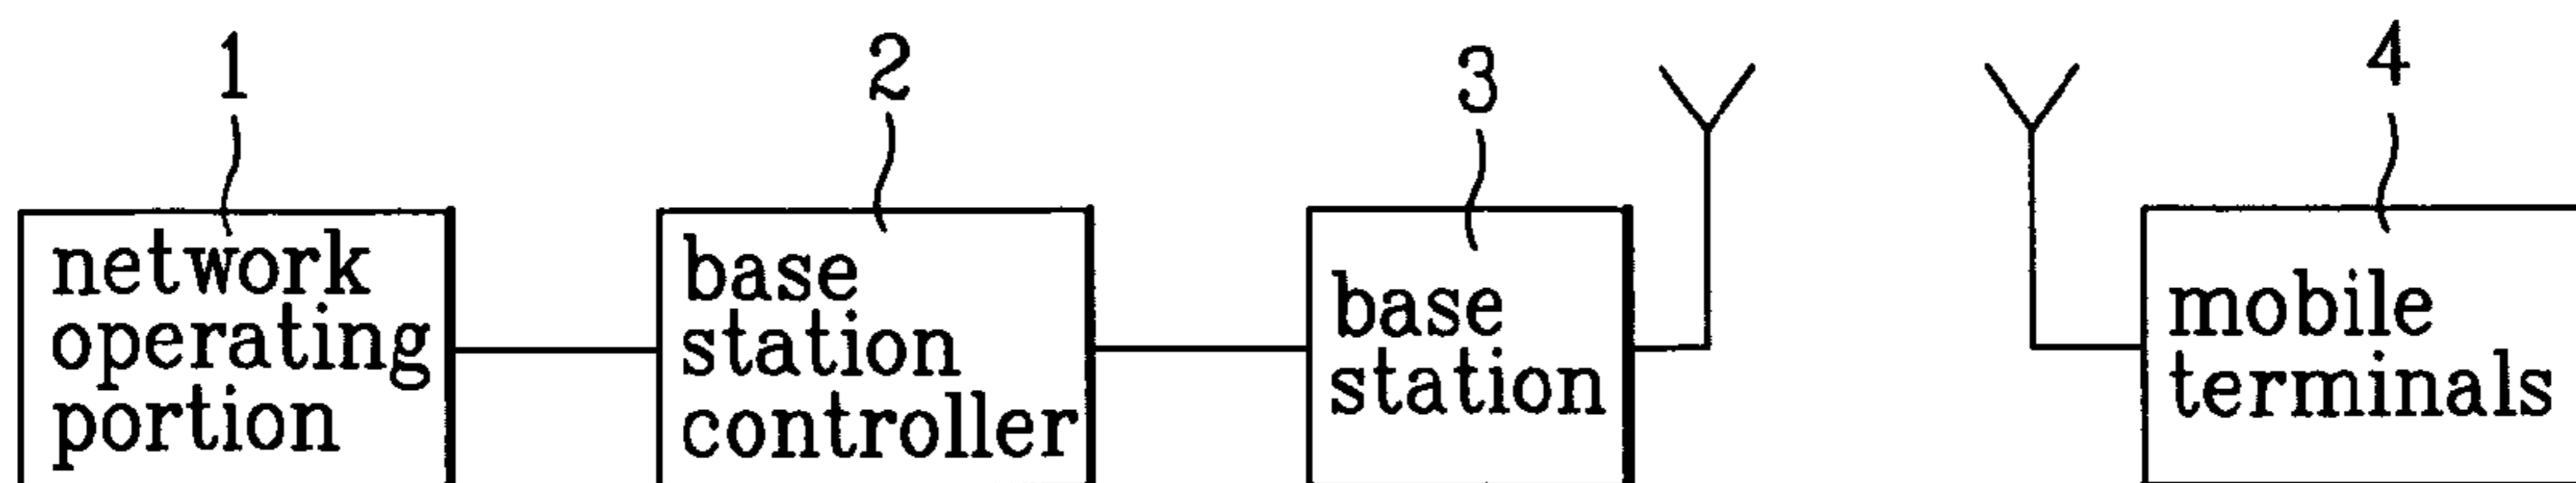 1
2
3
4
network
operating
portion
base
station
controller
base
station
mobile
terminals